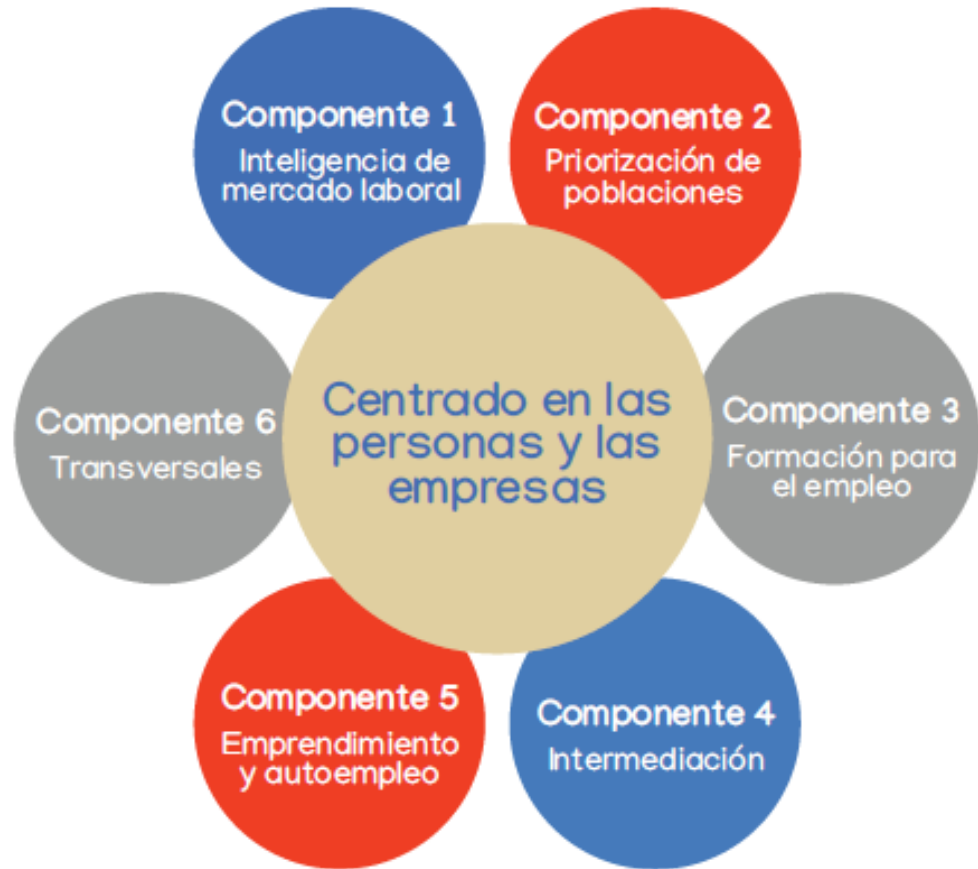 Componente 1
Inteligencia de
mercado laboral
Componente 2
Priorización de
poblaciones
Componente 3
Formación para
el empleo
Componente 4
Intermediación
Componente 5
Emprendimiento
y autoempleo
Componente 6
Transversales
Centrado en las
personas y las
empresas